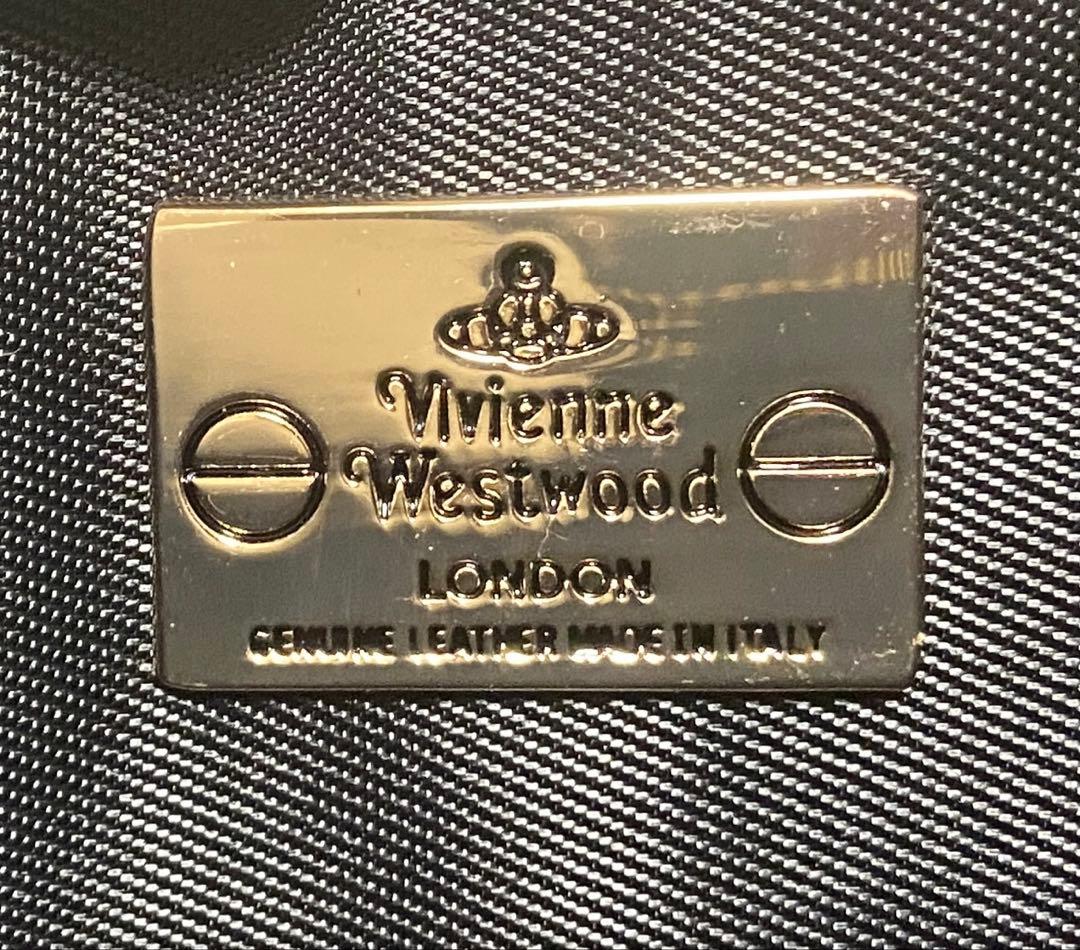 Vivienne
Westwood
LONDON
GENUINE LEATHER MADE IN ITALY